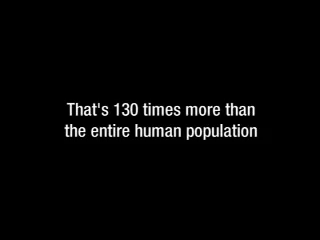 That's 130 times more than
the entire human population